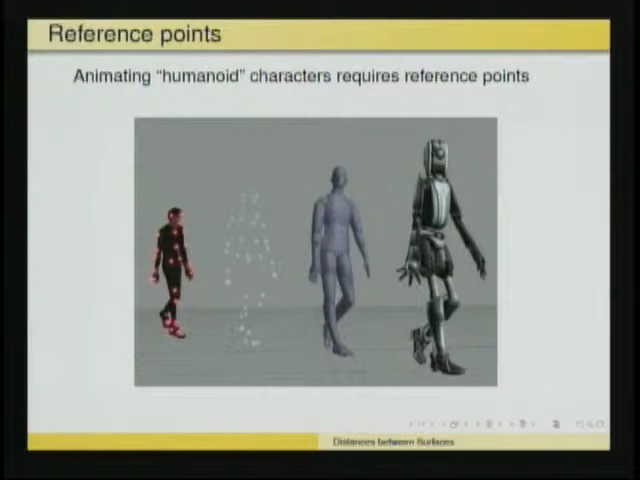 Reference points
Animating “humanoid” characters requires reference points
Distances between Surfaces